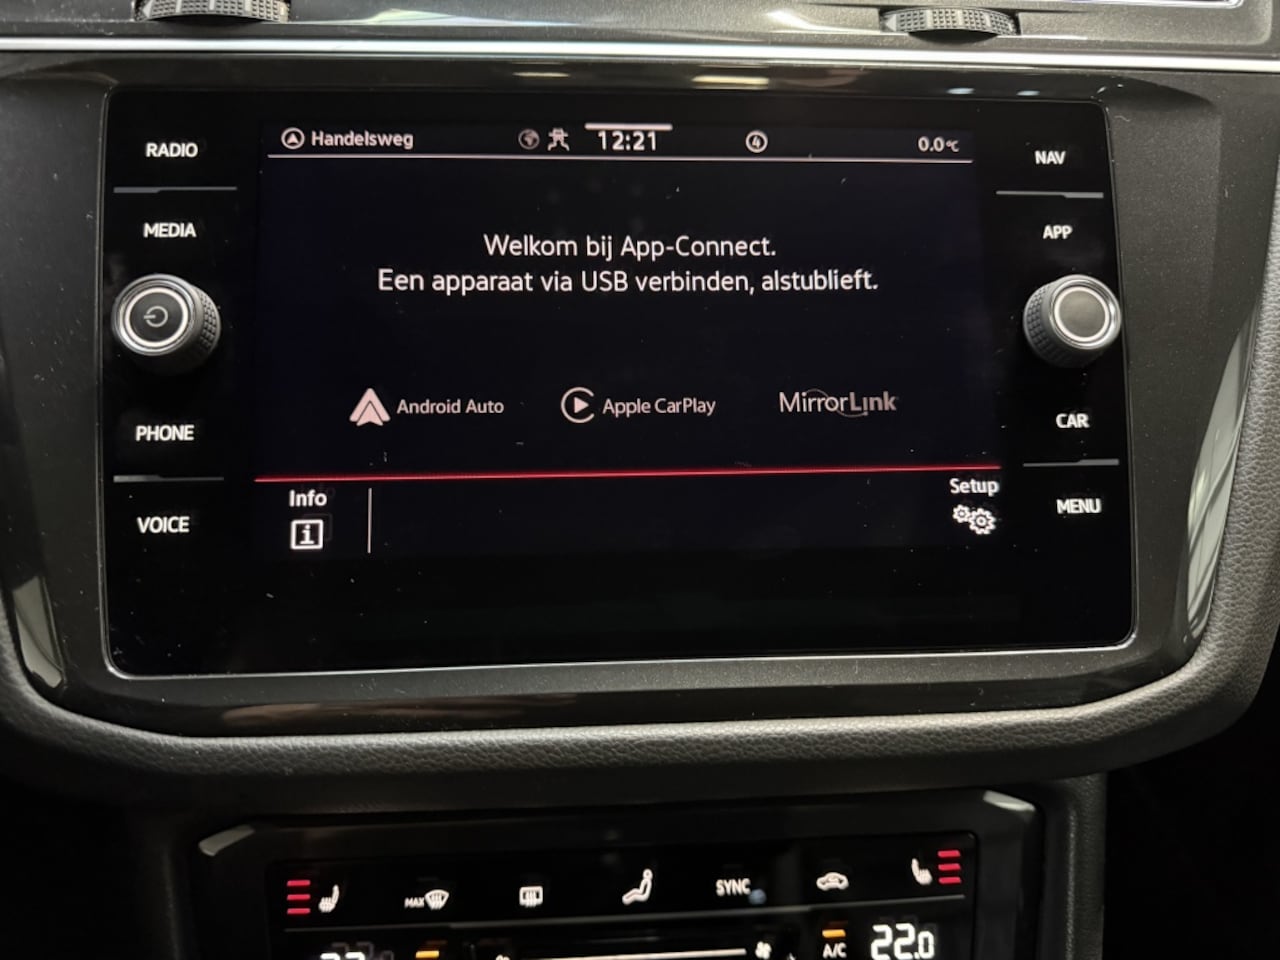 RADIO
MEDIA
PHONE
VOICE
Handelsweg
12:21
4
0.0°C
Welkom bij App-Connect.
Een apparaat via USB verbinden, alstublieft.
Android Auto
Apple CarPlay
MirrorLink
Info
i
Setup
NAV
APP
CAR
MENU
MAX
SYNC
A/C
22.0